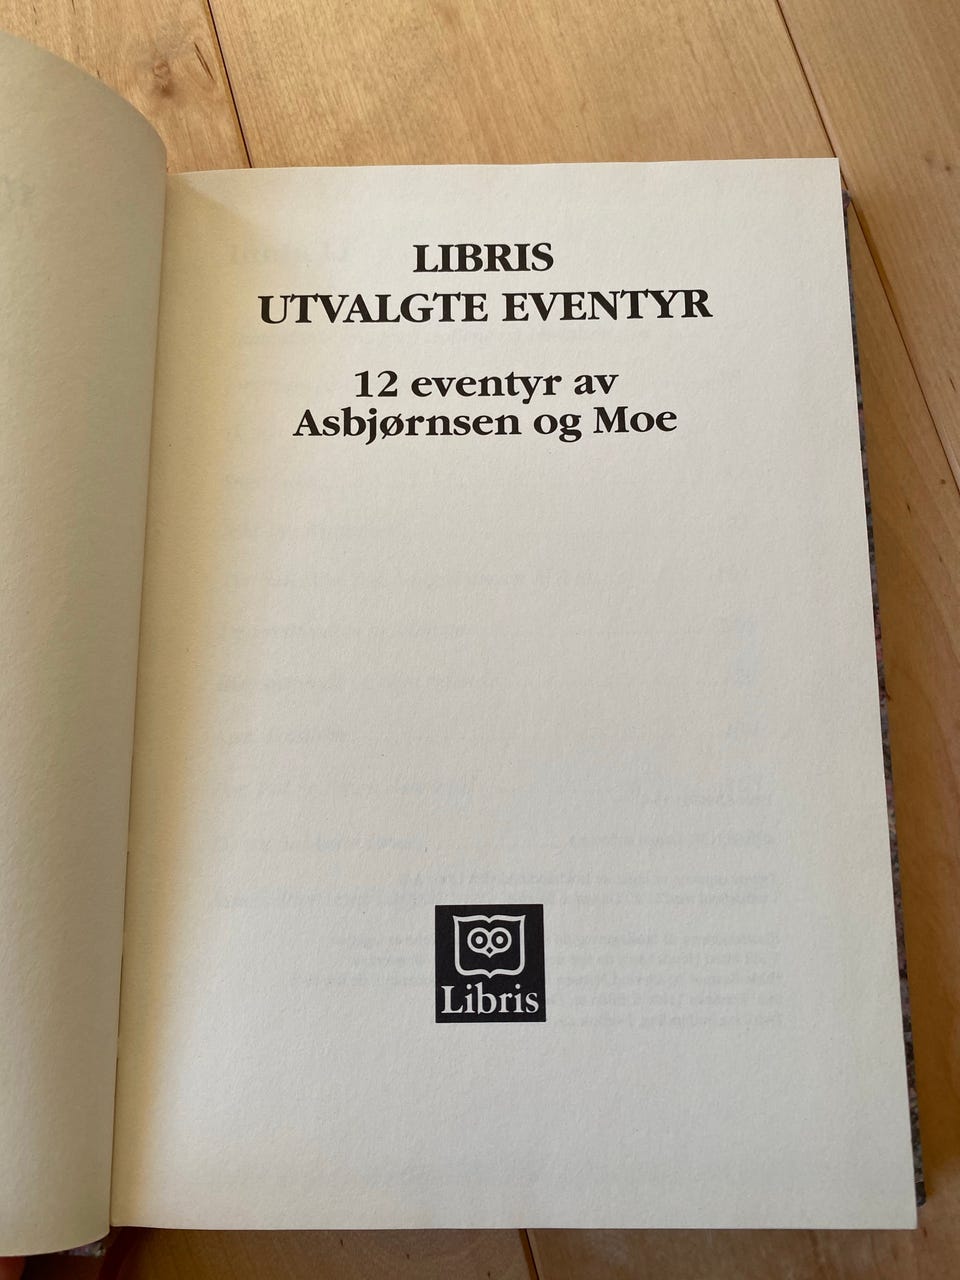 LIBRIS
UTVALGTE EVENTYR
12 eventyr av
Asbjørnsen og Moe
Libris